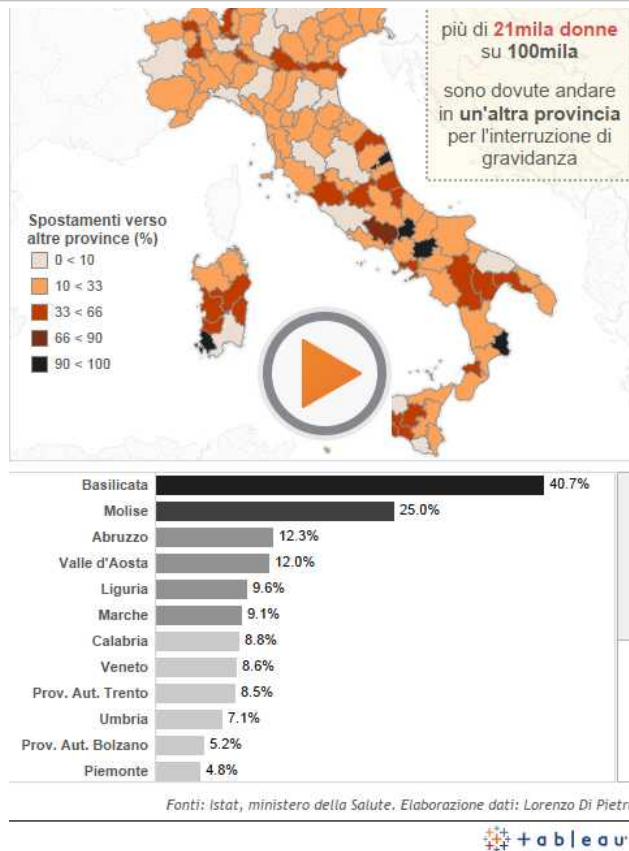 più di 21mila donne
su 100mila
sono dovute andare
in un'altra provincia
per l'interruzione di
gravidanza
Spostamenti verso
altre province (%)
0 < 10
10 < 33
33 < 66
66 < 90
90 < 100
Basilicata 40.7%
Molise 25.0%
Abruzzo 12.3%
Valle d'Aosta 12.0%
Liguria 9.6%
Marche 9.1%
Calabria 8.8%
Veneto 8.6%
Prov. Aut. Trento 8.5%
Umbria 7.1%
Prov. Aut. Bolzano 5.2%
Piemonte 4.8%
Fonti: Istat, ministero della Salute. Elaborazione dati: Lorenzo Di Pietr
+ableau